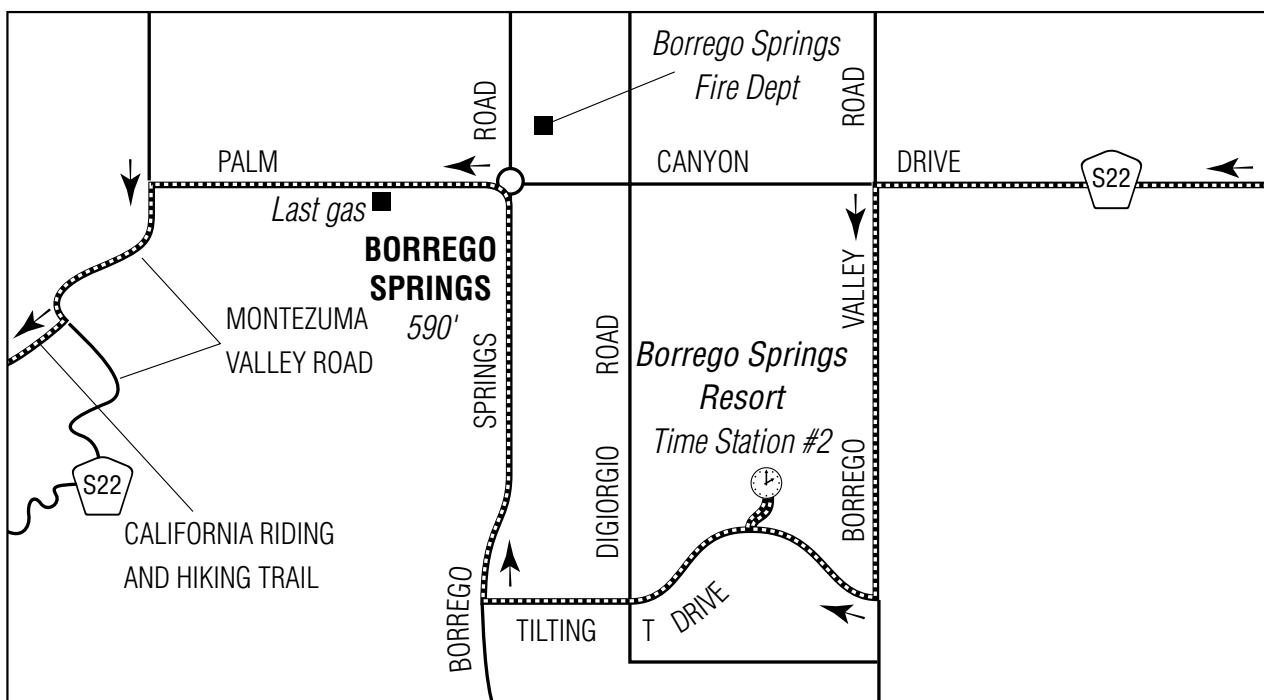 Borrego Springs
Fire Dept
ROAD
ROAD
PALM
CANYON
DRIVE
S22
Last gas
BORREGO
SPRINGS
590'
VALLEY
MONTEZUMA
VALLEY ROAD
SPRINGS
ROAD
Borrego Springs
Resort
Time Station #2
S22
DIGIORGIO
BORREGO
CALIFORNIA RIDING
AND HIKING TRAIL
BORREGO
TILTING
T
DRIVE